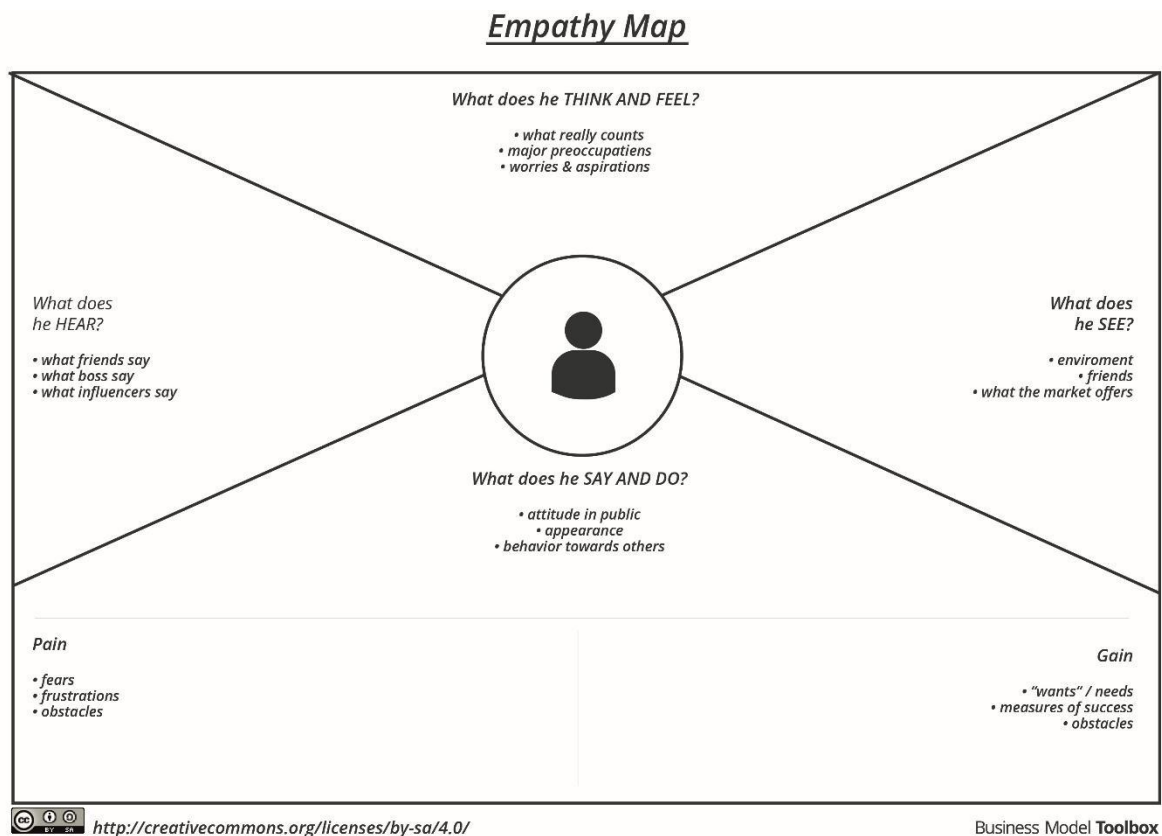 Empathy Map
What does he THINK AND FEEL?
• what really counts
• major preoccupatiens
• worries & aspirations
What does
he HEAR?
• what friends say
• what boss say
• what influencers say
What does
he SEE?
• enviroment
• friends
• what the market offers
What does he SAY AND DO?
• attitude in public
• appearance
• behavior towards others
Pain
• fears
• frustrations
• obstacles
Gain
• “wants” / needs
• measures of success
• obstacles
cc BY SA http://creativecommons.org/licenses/by-sa/4.0/
Business Model Toolbox